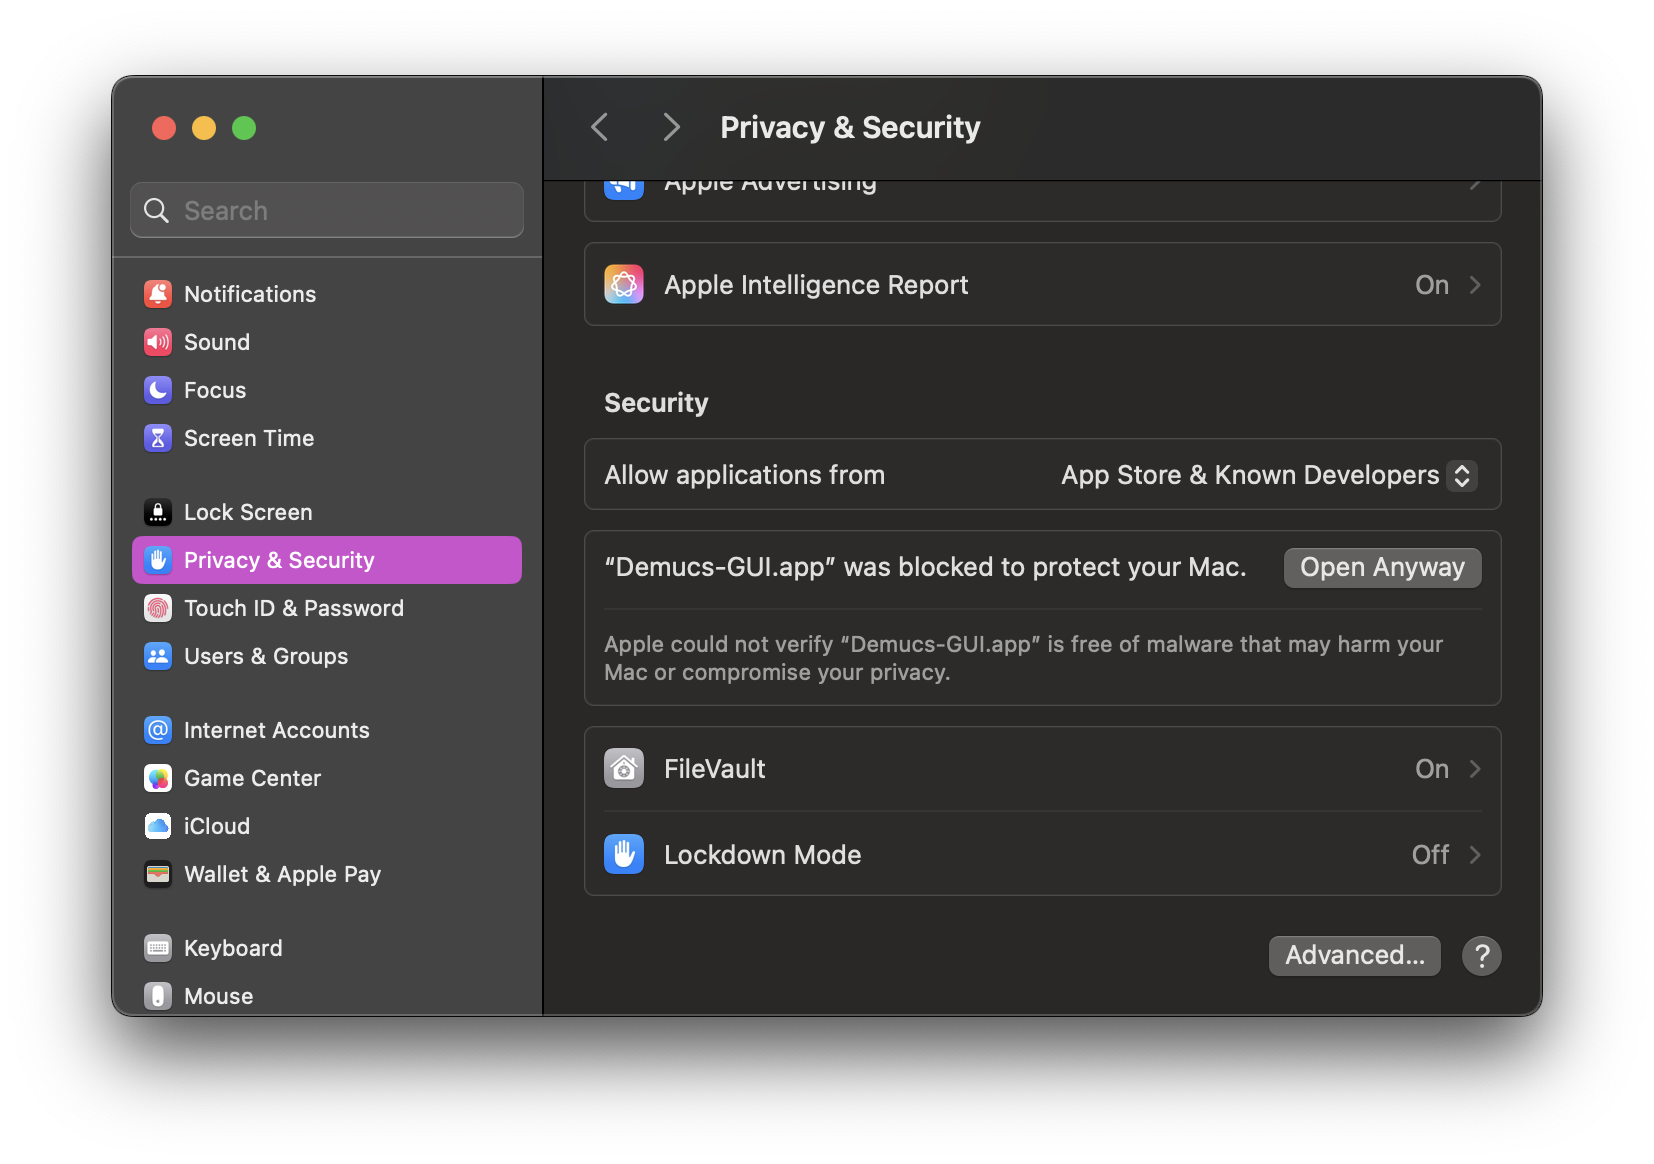 Privacy & Security
Search
Notifications
Sound
Focus
Screen Time
Lock Screen
Privacy & Security
Touch ID & Password
Users & Groups
Internet Accounts
Game Center
iCloud
Wallet & Apple Pay
Keyboard
Mouse
Apple Advertising
Apple Intelligence Report On
Security
Allow applications from App Store & Known Developers
“Demucs-GUI.app” was blocked to protect your Mac. Open Anyway
Apple could not verify “Demucs-GUI.app” is free of malware that may harm your
Mac or compromise your privacy.
FileVault On
Lockdown Mode Off
Advanced... ?